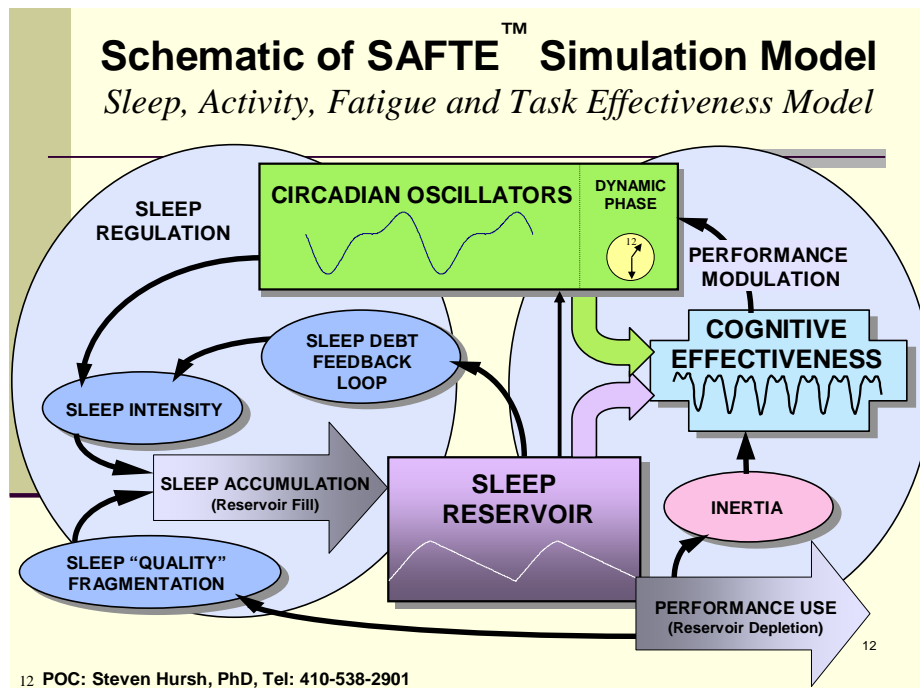 Schematic of SAFTE™ Simulation Model
Sleep, Activity, Fatigue and Task Effectiveness Model
SLEEP
REGULATION
CIRCADIAN OSCILLATORS
DYNAMIC
PHASE
12
PERFORMANCE
MODULATION
SLEEP DEBT
FEEDBACK
LOOP
COGNITIVE
EFFECTIVENESS
SLEEP INTENSITY
SLEEP ACCUMULATION
(Reservoir Fill)
SLEEP
RESERVOIR
INERTIA
SLEEP “QUALITY”
FRAGMENTATION
PERFORMANCE USE
(Reservoir Depletion)
12
12 POC: Steven Hursh, PhD, Tel: 410-538-2901